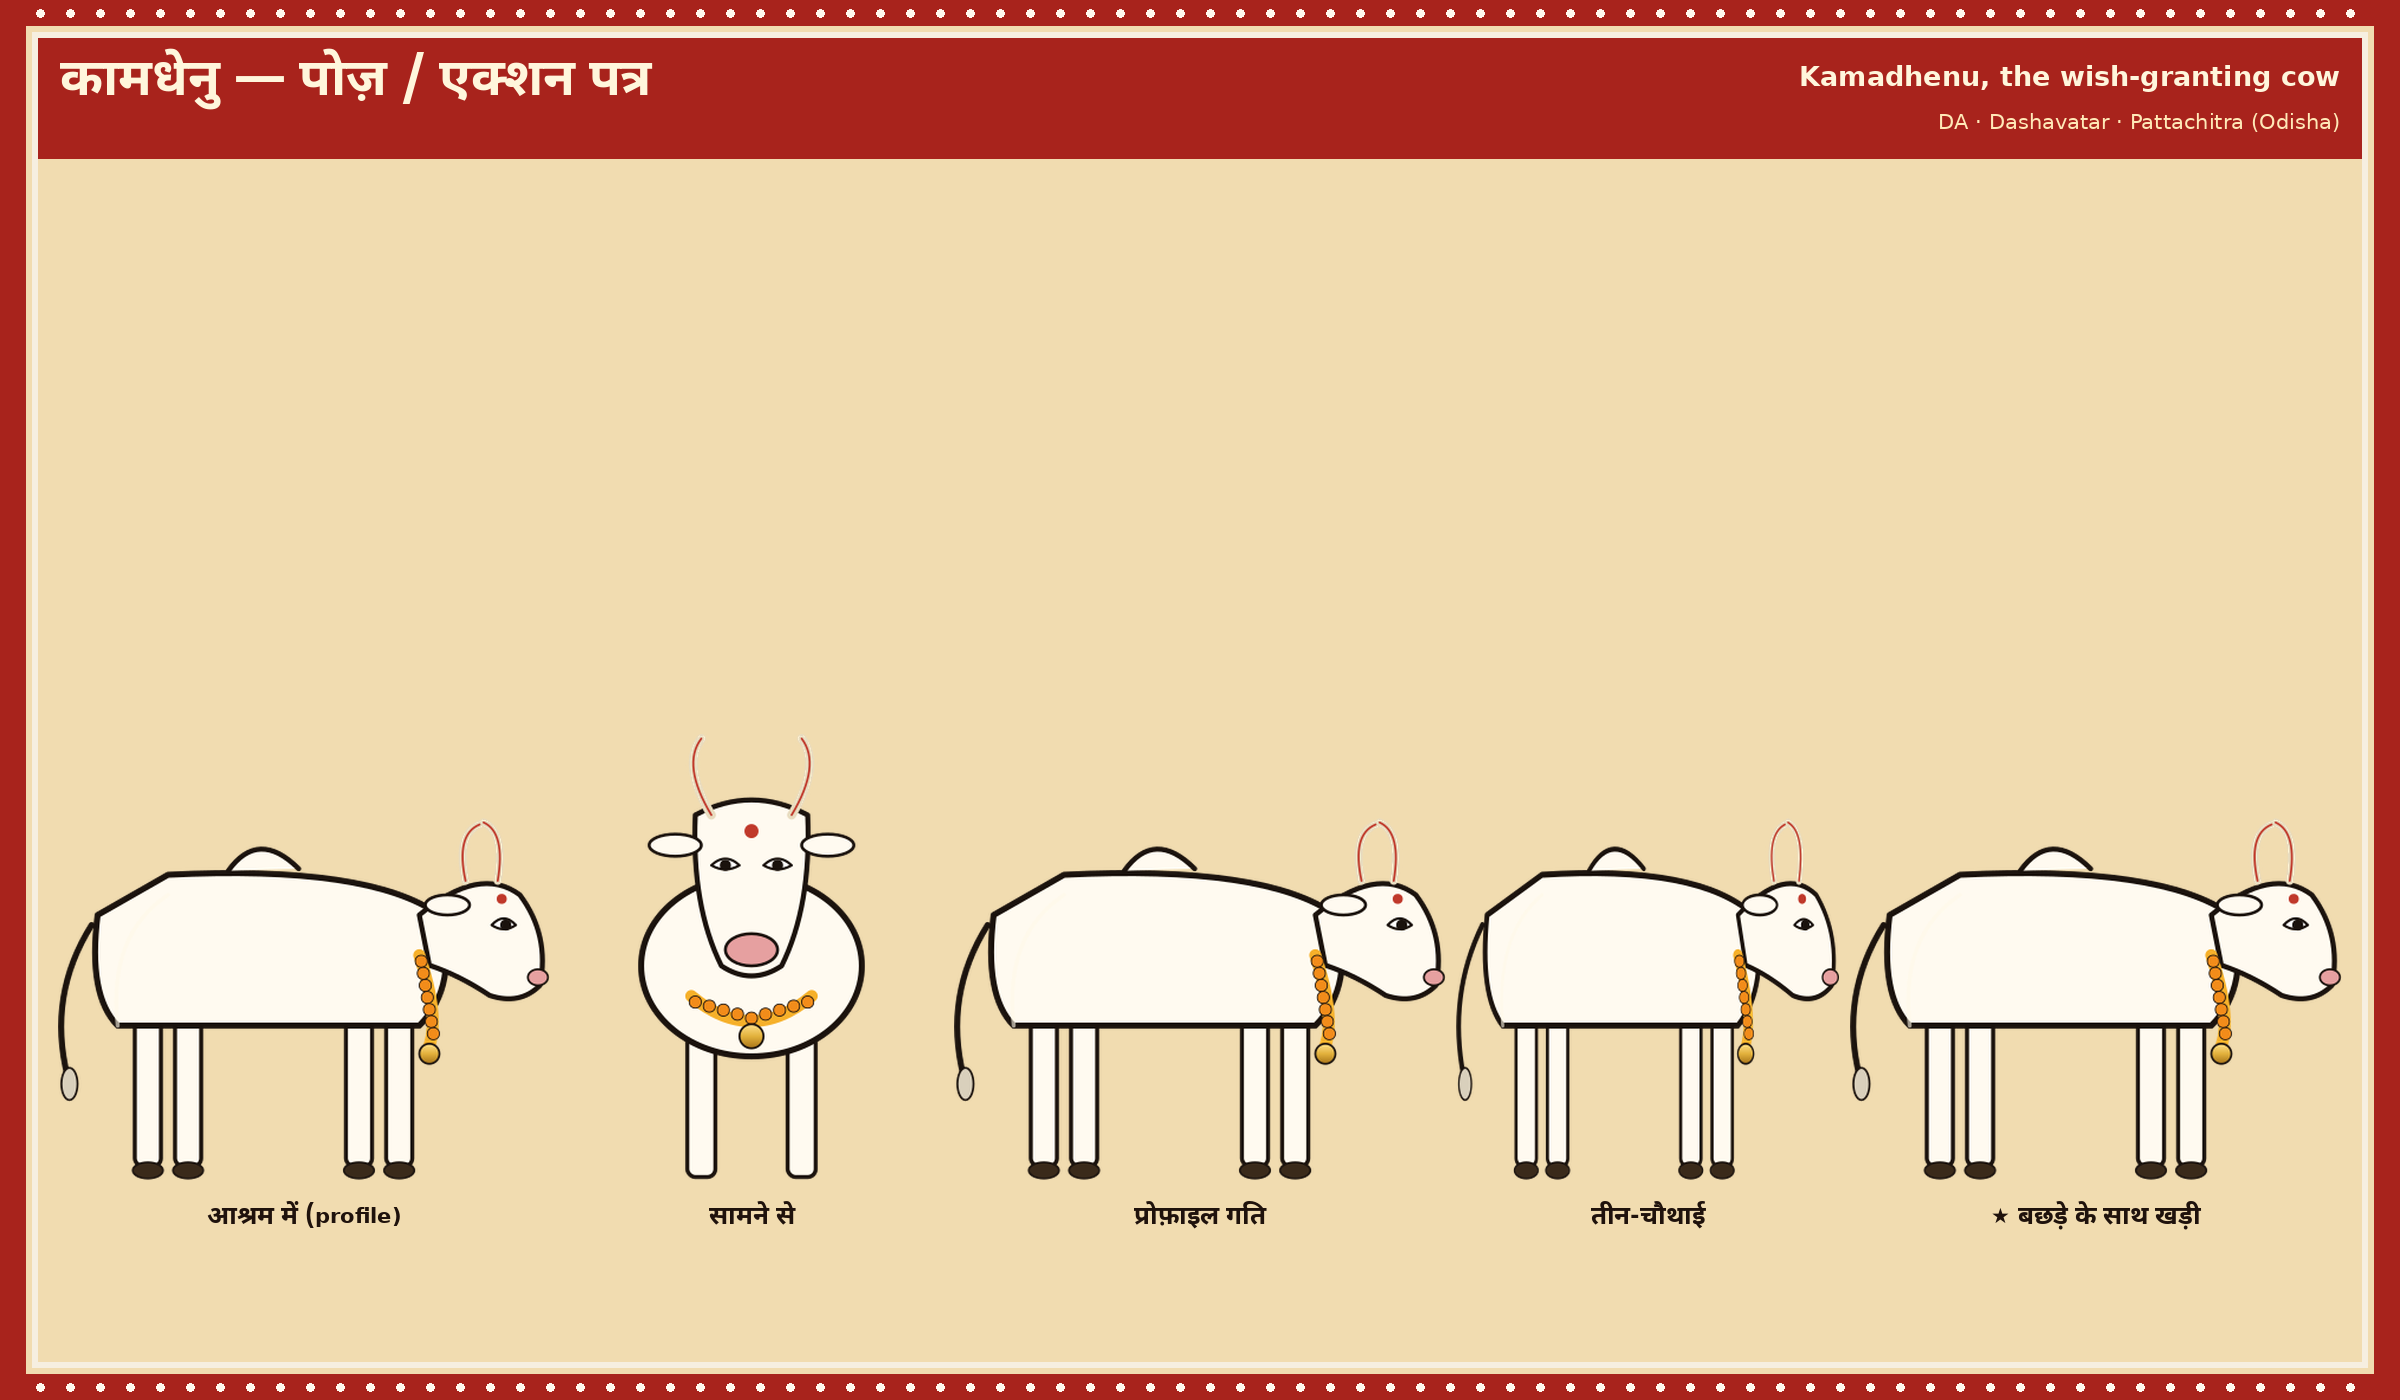 कामधेनु — पोज़ / एक्शन पत्र
Kamadhenu, the wish-granting cow
DA · Dashavatar · Pattachitra (Odisha)
आश्रम में (profile)
सामने से
प्रोफ़ाइल गति
तीन-चौथाई
★ बछड़े के साथ खड़ी